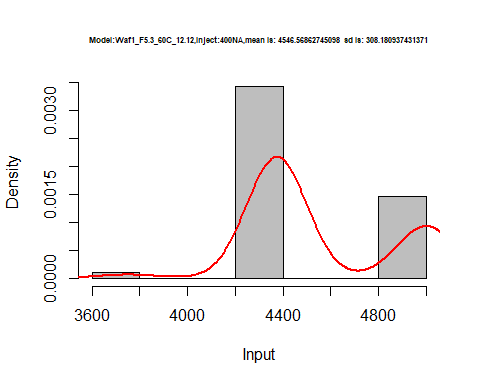 Model:Waf1_F5.3_60C_12.12,Inject:400NA,mean is: 4546.56862745098 sd is: 308.180937431371
Density
0.0030
0.0015
0.0000
3600 4000 4400 4800
Input